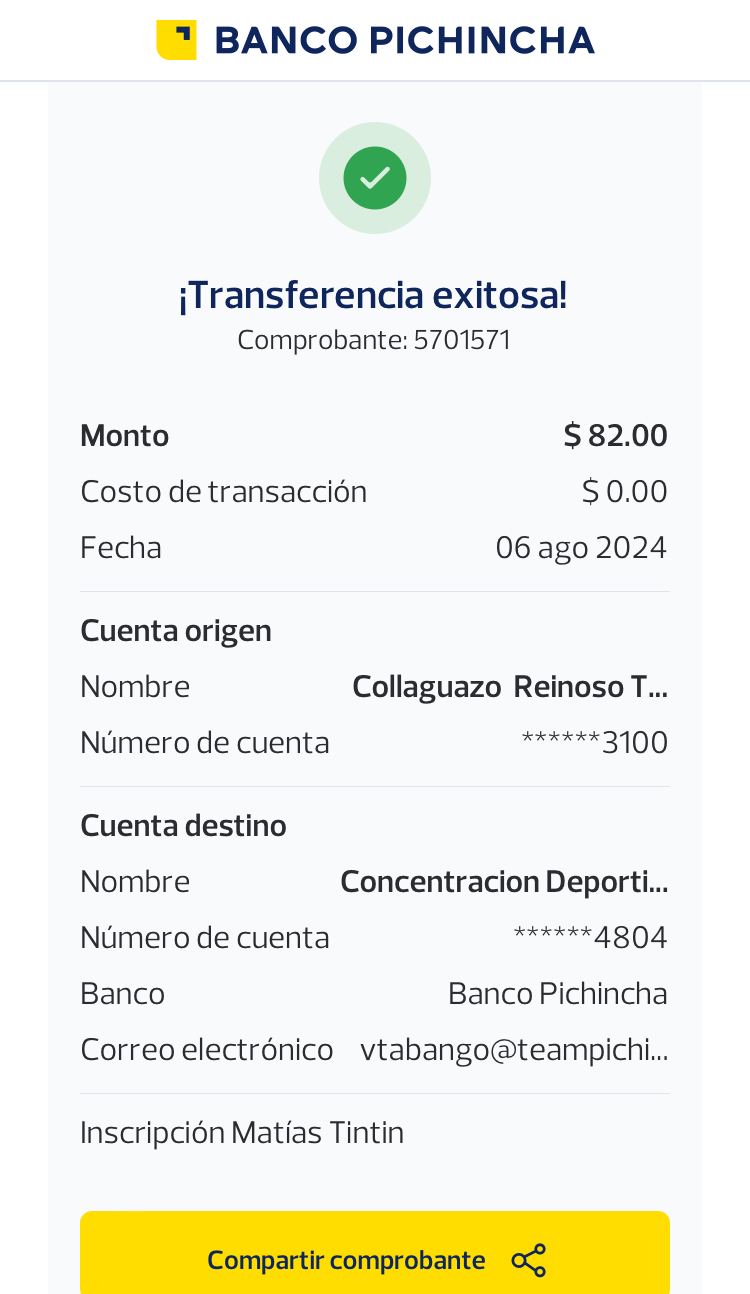 BANCO PICHINCHA
¡Transferencia exitosa!
Comprobante: 5701571
Monto $ 82.00
Costo de transacción $ 0.00
Fecha 06 ago 2024
Cuenta origen
Nombre Collaguazo  Reinoso T...
Número de cuenta ******3100
Cuenta destino
Nombre Concentracion Deporti...
Número de cuenta ******4804
Banco Banco Pichincha
Correo electrónico vtabango@teampichi...
Inscripción Matías Tintin
Compartir comprobante